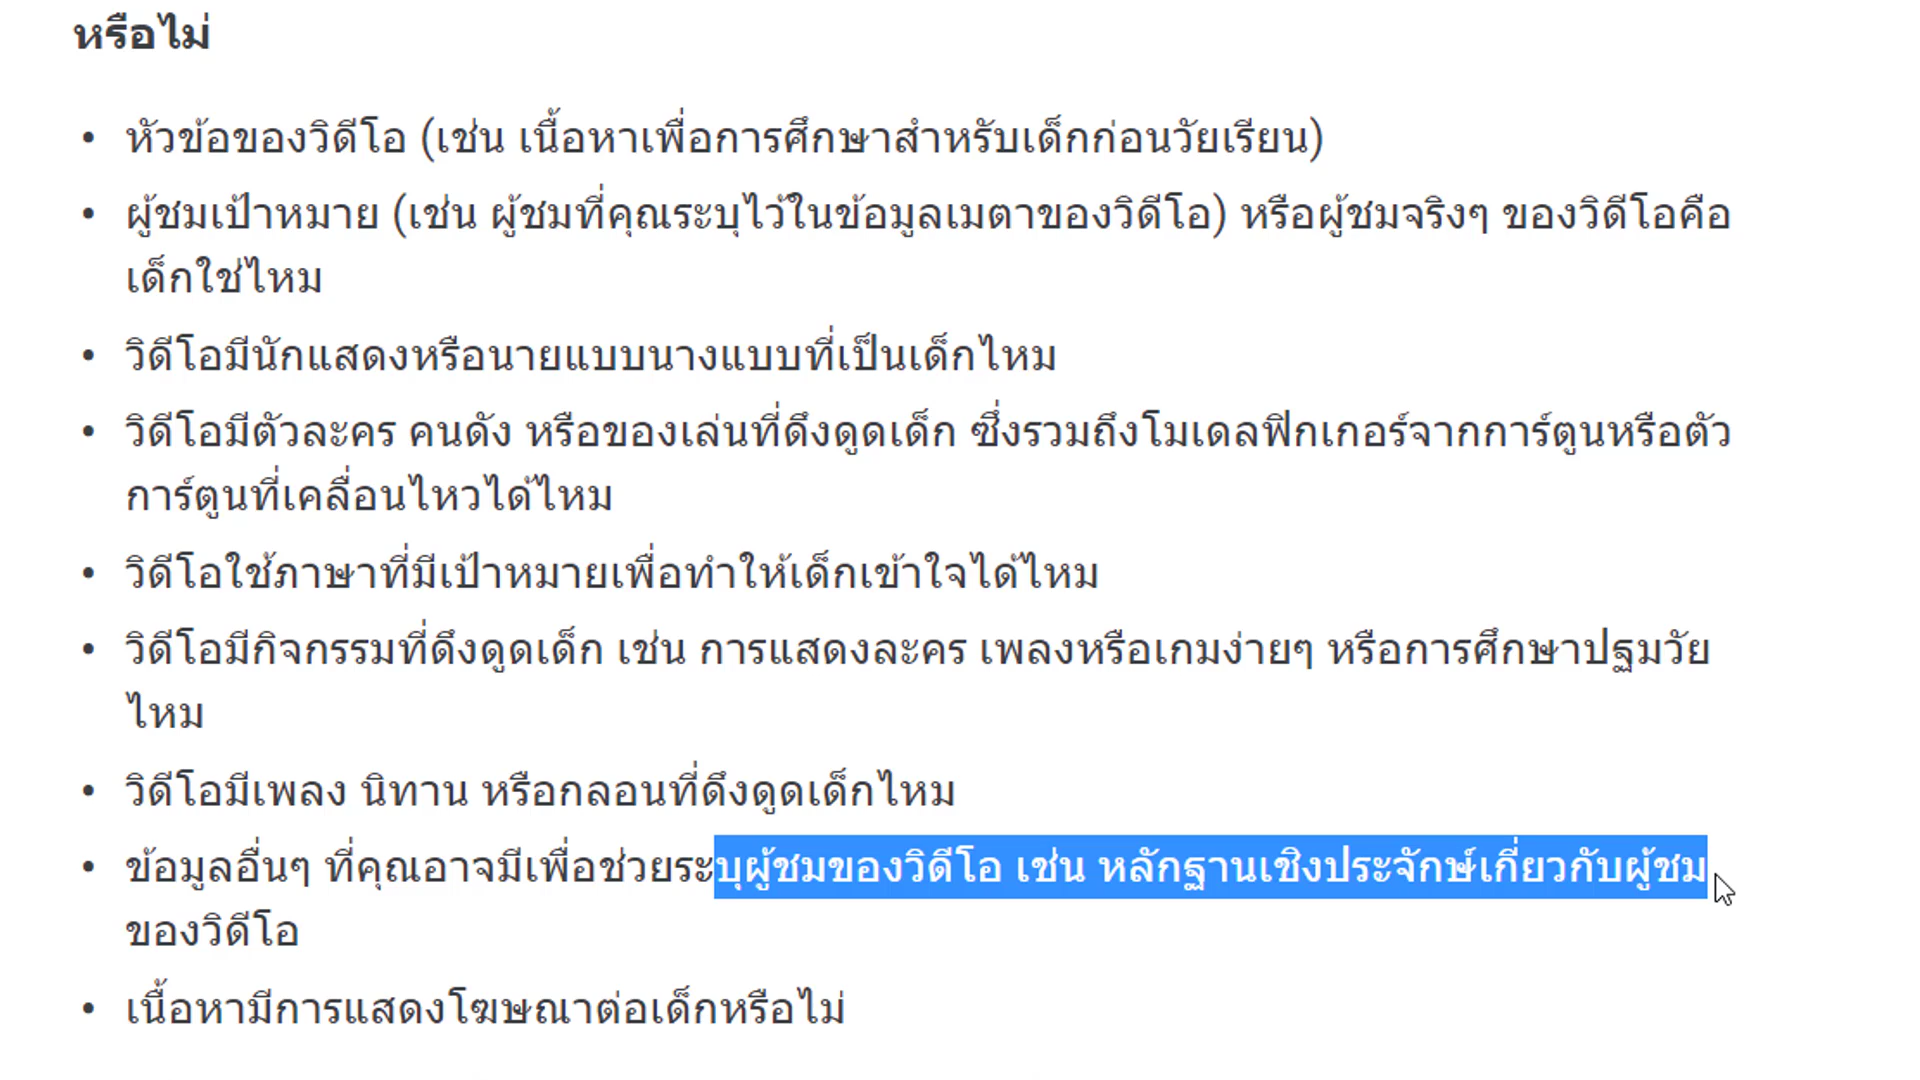 หรือไม่
• หัวข้อของวิดีโอ (เช่น เนื้อหาเพื่อการศึกษาสำหรับเด็กก่อนวัยเรียน)
• ผู้ชมเป้าหมาย (เช่น ผู้ชมที่คุณระบุไว้ในข้อมูลเมตาของวิดีโอ) หรือผู้ชมจริงๆ ของวิดีโอคือ
เด็กใช่ไหม
• วิดีโอมีนักแสดงหรือนายแบบนางแบบที่เป็นเด็กไหม
• วิดีโอมีตัวละคร คนดัง หรือของเล่นที่ดึงดูดเด็ก ซึ่งรวมถึงโมเดลฟิกเกอร์จากการ์ตูนหรือตัว
การ์ตูนที่เคลื่อนไหวได้ไหม
• วิดีโอใช้ภาษาที่มีเป้าหมายเพื่อทำให้เด็กเข้าใจได้ไหม
• วิดีโอมีกิจกรรมที่ดึงดูดเด็ก เช่น การแสดงละคร เพลงหรือเกมง่ายๆ หรือการศึกษาปฐมวัย
ไหม
• วิดีโอมีเพลง นิทาน หรือกลอนที่ดึงดูดเด็กไหม
• ข้อมูลอื่นๆ ที่คุณอาจมีเพื่อช่วยระบุผู้ชมของวิดีโอ เช่น หลักฐานเชิงประจักษ์เกี่ยวกับผู้ชม
ของวิดีโอ
• เนื้อหามีการแสดงโฆษณาต่อเด็กหรือไม่